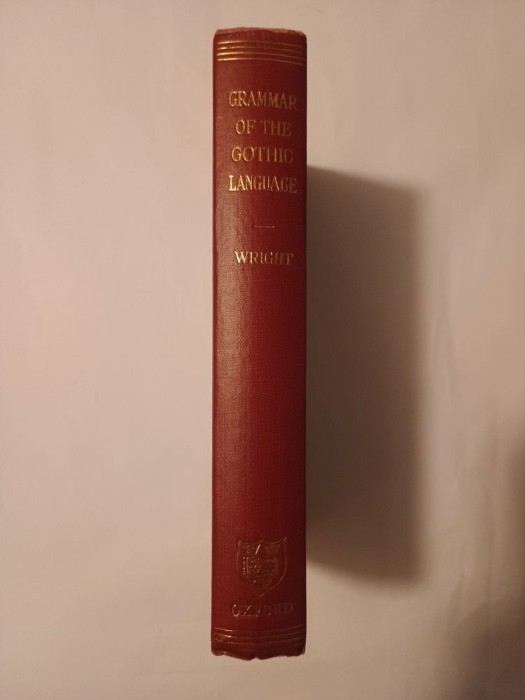 GRAMMAR
OF THE
GOTHIC
LANGUAGE
WRIGHT
OXFORD